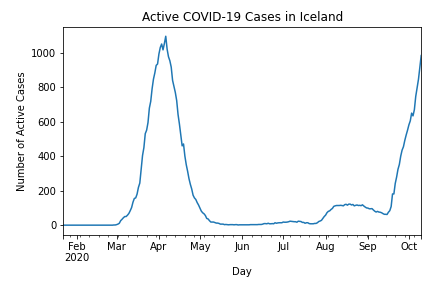 Active COVID-19 Cases in Iceland
Number of Active Cases
1000
800
600
400
200
0
Feb Mar Apr May Jun Jul Aug Sep Oct
2020
Day